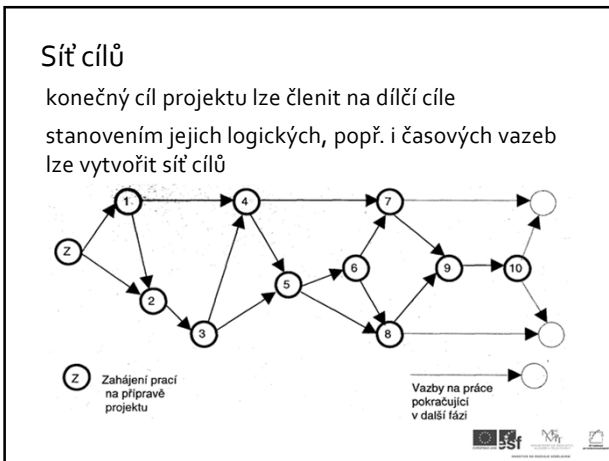 Síť cílů
konečný cíl projektu lze členit na dílčí cíle
stanovením jejich logických, popř. i časových vazeb
lze vytvořit síť cílů
1
4
7
Z
6
9
10
5
2
3
8
Z
Zahájení prací
na přípravě
projektu
Vazby na práce
pokračující
v další fázi
esf